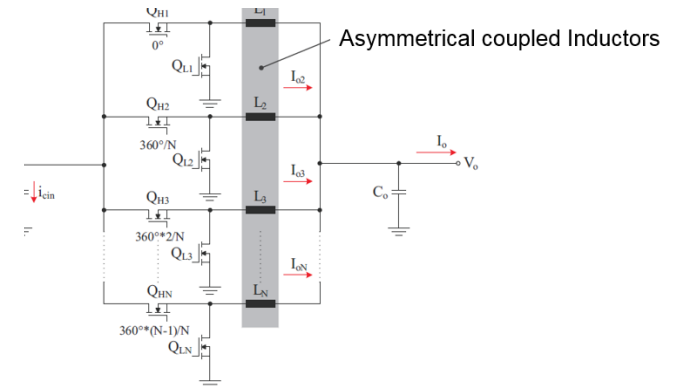 QH1
L1
0°
Asymmetrical coupled Inductors
QL1
Io2
QH2
L2
360°/N
QL2
Io
Vo
Io3
icin
QH3
L3
Co
360°*2/N
QL3
IoN
QHN
LN
360°*(N-1)/N
QLN